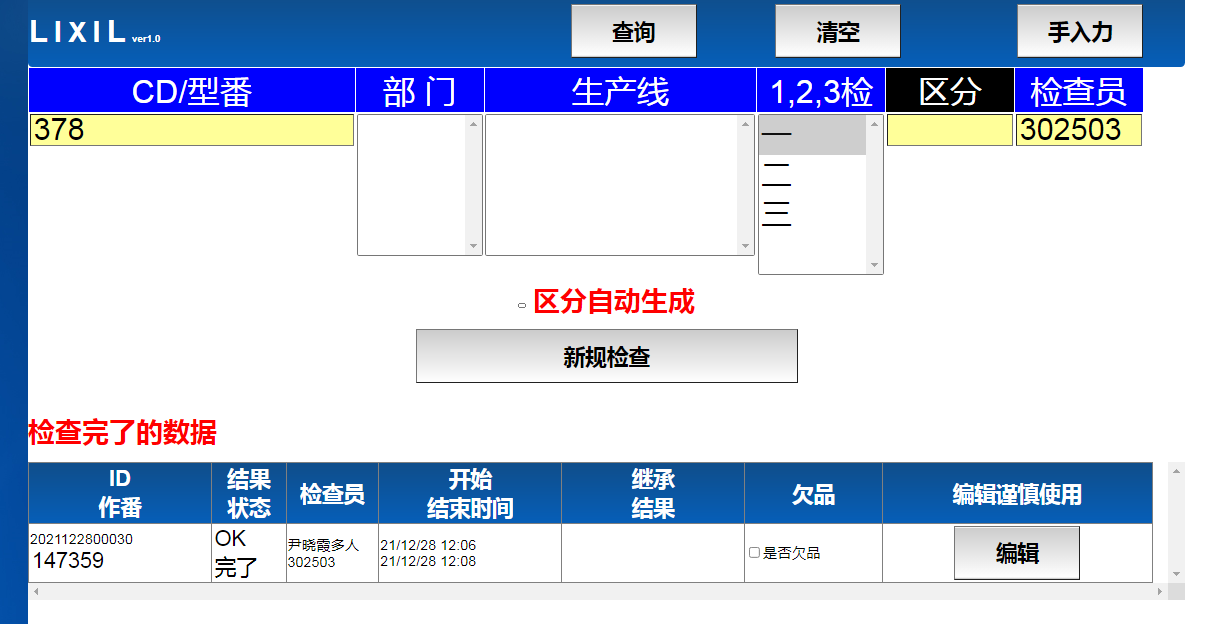 LIXIL ver1.0
查询
清空
手入力
CD/型番
部 门
生产线
1,2,3检
区分
检查员
378
一
二
三
302503
区分自动生成
新规检查
检查完了的数据
ID
作番
结果
状态
检查员
开始
结束时间
继承
结果
欠品
编辑谨慎使用
2021122800030
147359
OK
完了
尹晓霞多人
302503
21/12/28 12:06
21/12/28 12:08
是否欠品
编辑